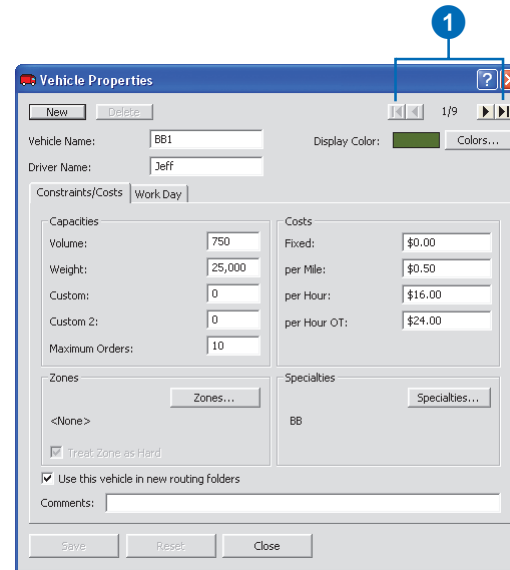 1
Vehicle Properties
New Delete 1/9
Vehicle Name: BB1 Display Color: Colors...
Driver Name: Jeff
Constraints/Costs Work Day
Capacities Costs
Volume: 750 Fixed: $0.00
Weight: 25,000 per Mile: $0.50
Custom: 0 per Hour: $16.00
Custom 2: 0 per Hour OT: $24.00
Maximum Orders: 10
Zones Specialties
Zones... Specialties...
<None> BB
Treat Zone as Hard
Use this vehicle in new routing folders
Comments:
Save Reset Close